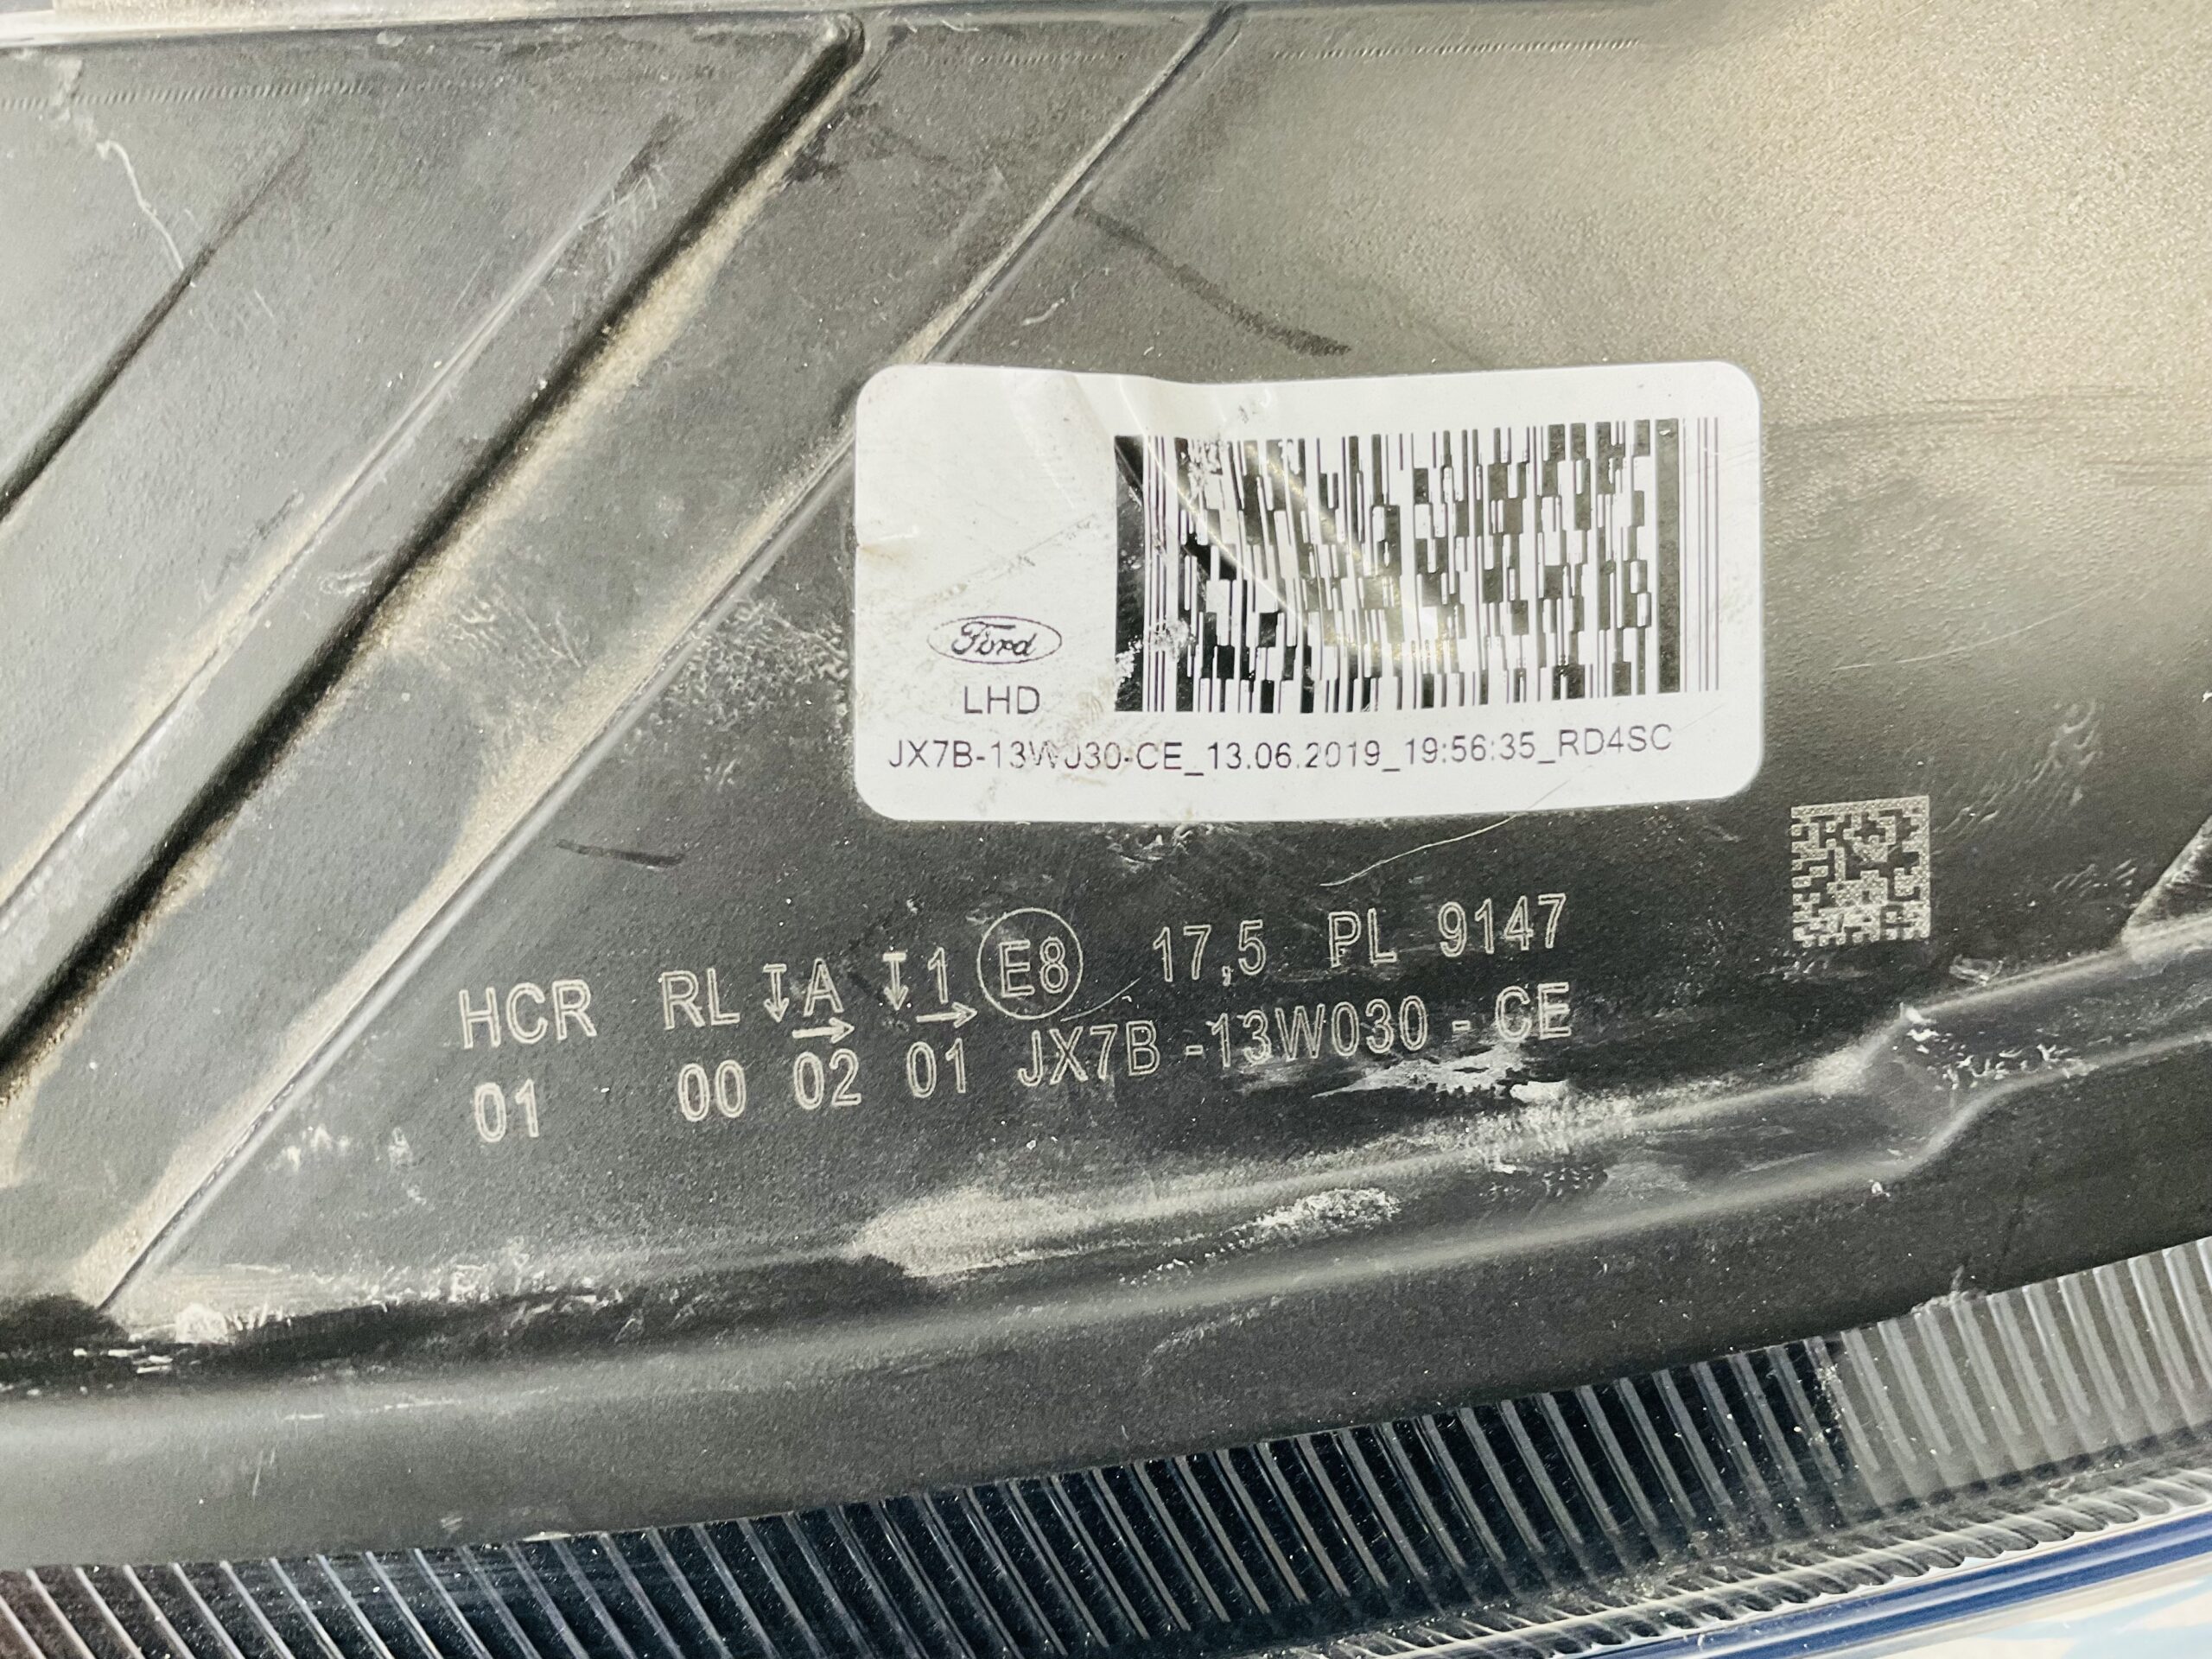 Ford
LHD
JX7B-13W030-CE_13.06.2019_19:56:35_RD4SC
HCR RL ↧A ↧1 E8 17,5 PL 9147
→ →
01 00 02 01 JX7B -13W030 - CE